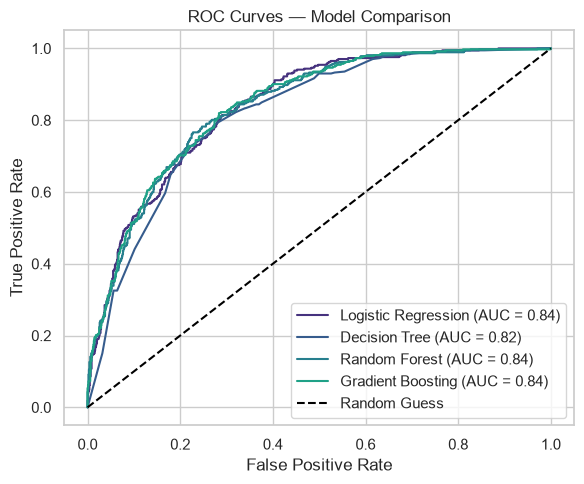 ROC Curves — Model Comparison
True Positive Rate
1.0
0.8
0.6
0.4
0.2
0.0
Logistic Regression (AUC = 0.84)
Decision Tree (AUC = 0.82)
Random Forest (AUC = 0.84)
Gradient Boosting (AUC = 0.84)
Random Guess
0.0 0.2 0.4 0.6 0.8 1.0
False Positive Rate